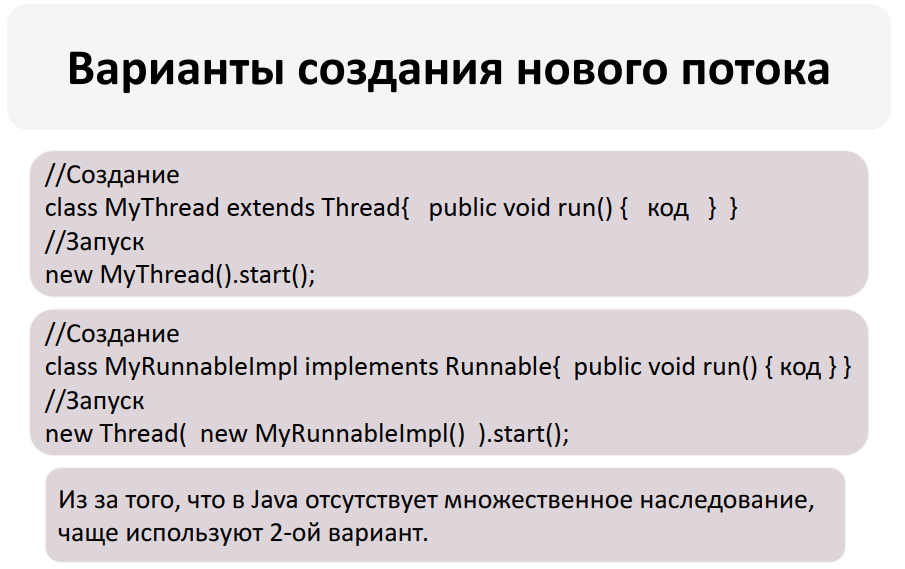 Варианты создания нового потока
//Создание
class MyThread extends Thread{ public void run() { код } }
//Запуск
new MyThread().start();
//Создание
class MyRunnableImpl implements Runnable{ public void run() { код } }
//Запуск
new Thread( new MyRunnableImpl() ).start();
Из за того, что в Java отсутствует множественное наследование,
чаще используют 2-ой вариант.